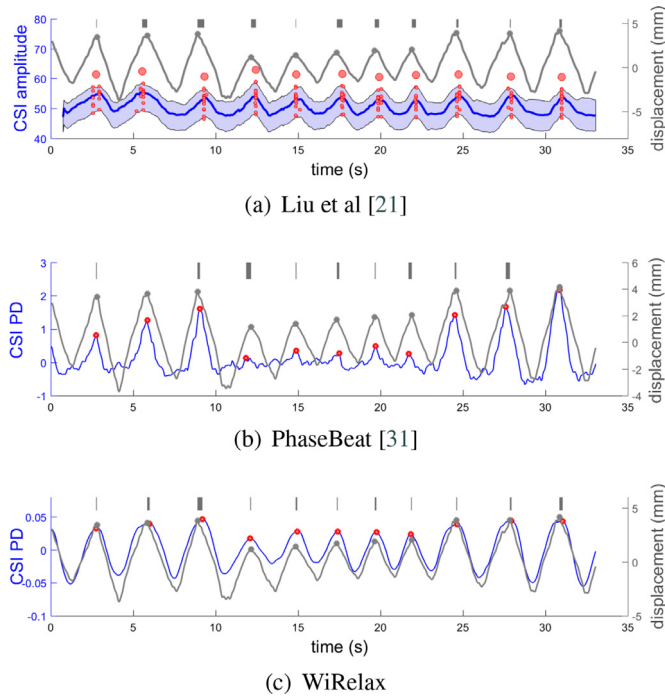 80
70
60
50
40
CSI amplitude
5
0
-5
displacement (mm)
0 5 10 15 20 25 30 35
time (s)
(a) Liu et al [21]
3
2
1
0
-1
CSI PD
6
4
2
0
-2
-4
displacement (mm)
0 5 10 15 20 25 30 35
(b) PhaseBeat [31]
0.05
0
-0.05
-0.1
CSI PD
5
0
-5
displacement (mm)
0 5 10 15 20 25 30 35
time (s)
(c) WiRelax